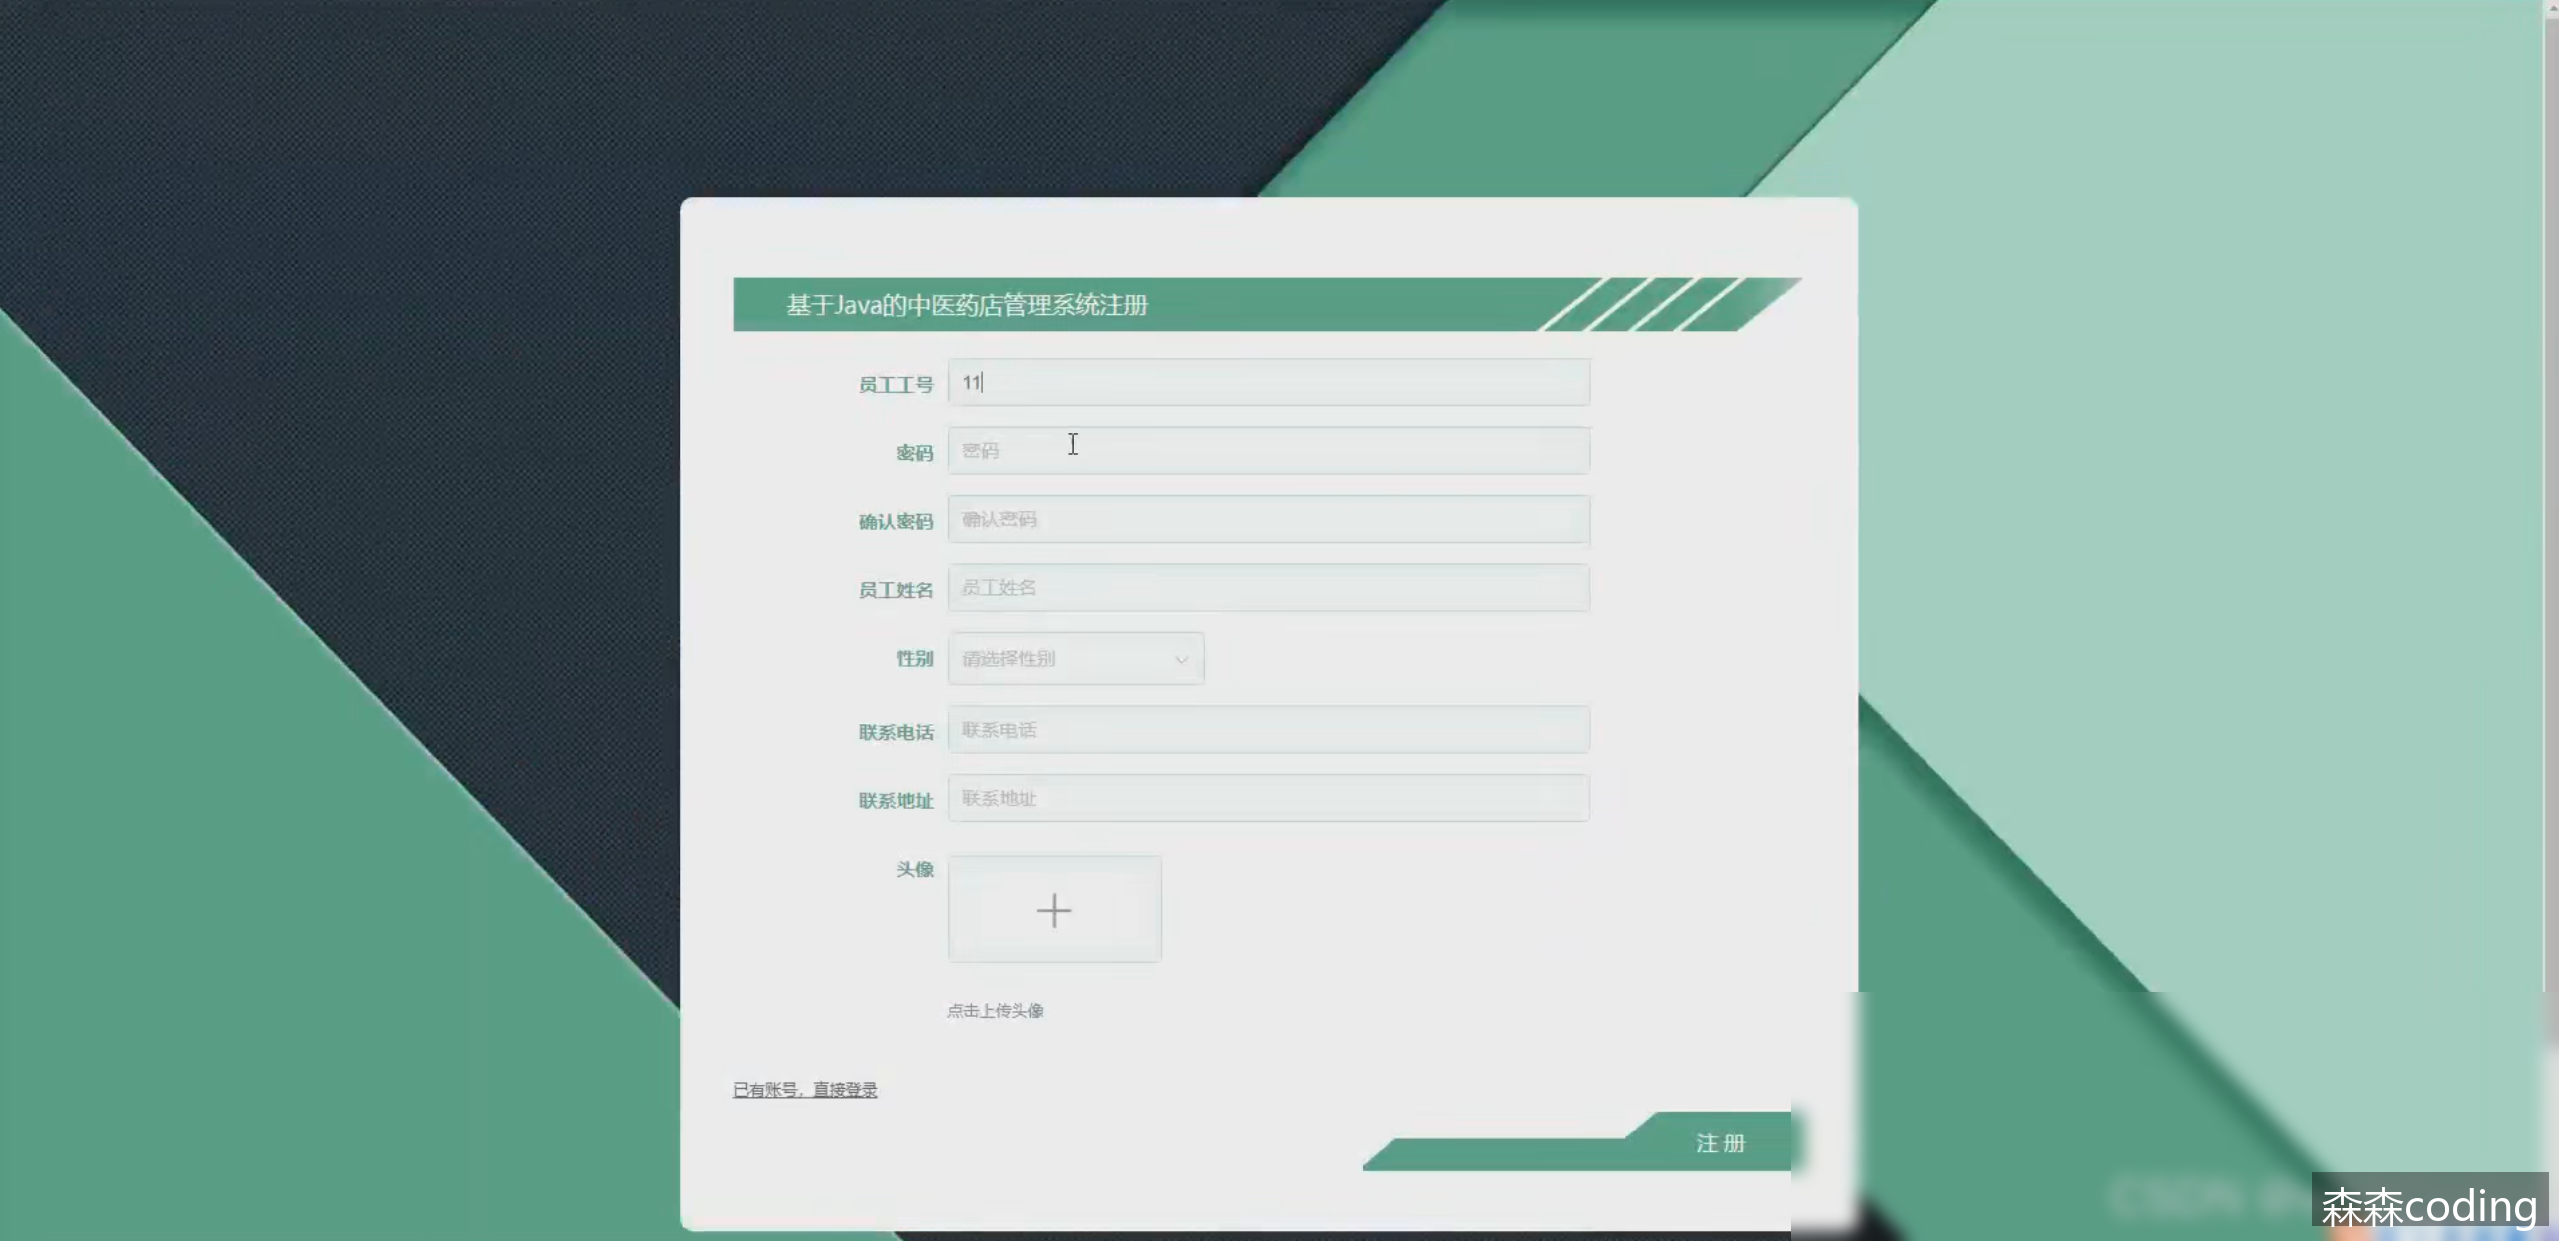 基于Java的中医药店管理系统注册
员工工号 11
密码 密码
确认密码 确认密码
员工姓名 员工姓名
性别 请选择性别
联系电话 联系电话
联系地址 联系地址
头像
点击上传头像
已有账号，直接登录
注册
森森coding